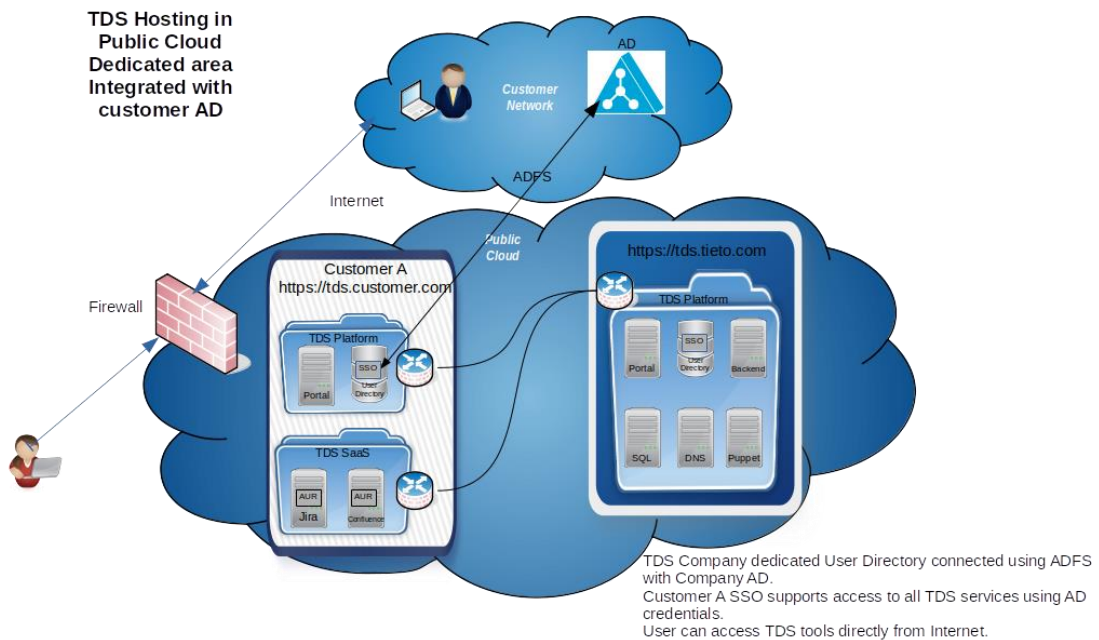 TDS Hosting in
Public Cloud
Dedicated area
Integrated with
customer AD
AD
Customer
Network
ADFS
Internet
Public
Cloud
Firewall
Customer A
https://tds.customer.com
TDS Platform
Portal
SSO
User
Directory
TDS SaaS
AUR
Jira
AUR
Confluence
https://tds.tieto.com
TDS Platform
Portal
SSO
User
Directory
Backend
SQL
DNS
Puppet
TDS Company dedicated User Directory connected using ADFS
with Company AD.
Customer A SSO supports access to all TDS services using AD
credentials.
User can access TDS tools directly from Internet.